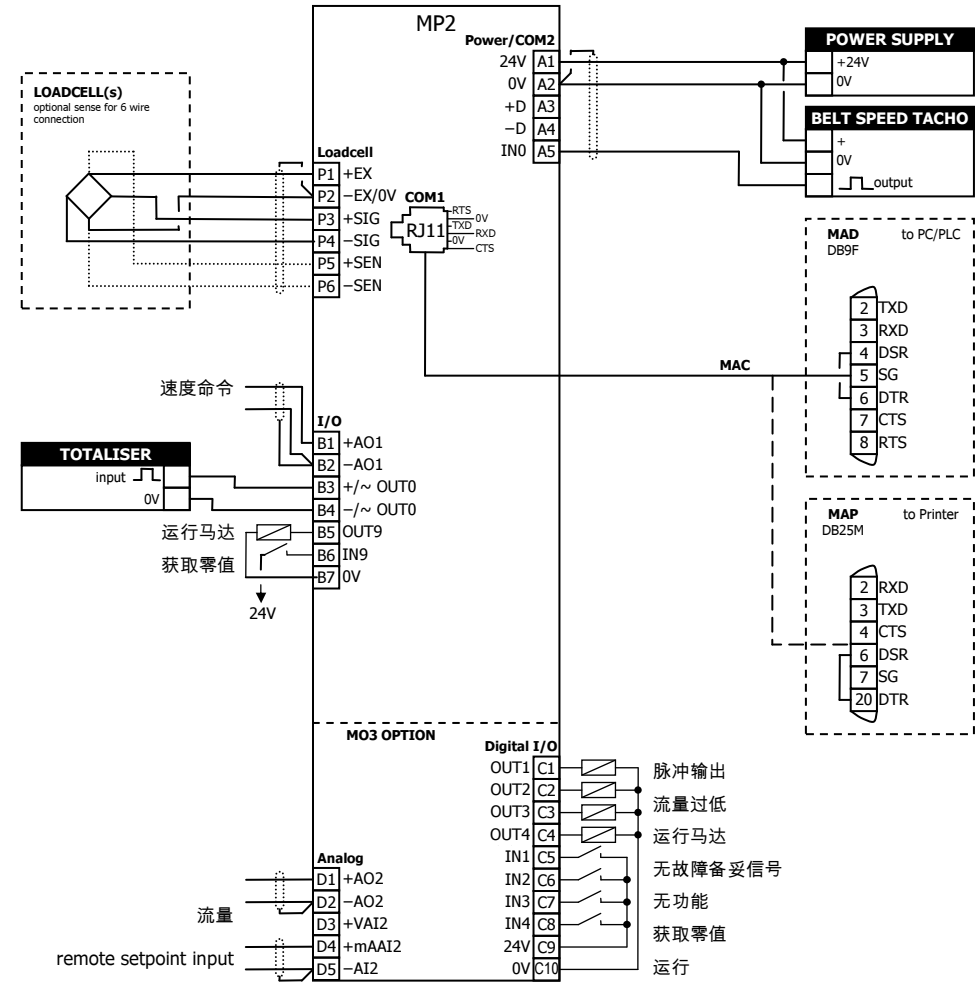 MP2
Power/COM2
24V A1
0V A2
+D A3
−D A4
IN0 A5
POWER SUPPLY
+24V
0V
BELT SPEED TACHO
+
0V
output
LOADCELL(s)
optional sense for 6 wire
connection
Loadcell
P1 +EX
P2 −EX/0V
P3 +SIG
P4 −SIG
P5 +SEN
P6 −SEN
COM1
RJ11
RTS
0V
TXD
RXD
0V
CTS
MAC
MAD to PC/PLC
DB9F
2 TXD
3 RXD
4 DSR
5 SG
6 DTR
7 CTS
8 RTS
MAP to Printer
DB25M
2 RXD
3 TXD
4 CTS
6 DSR
7 SG
20 DTR
速度命令
I/O
B1 +AO1
B2 −AO1
B3 +/~ OUT0
B4 −/~ OUT0
B5 OUT9
B6 IN9
B7 0V
TOTALISER
input
0V
运行马达
获取零值
24V
MO3 OPTION
Digital I/O
OUT1 C1
OUT2 C2
OUT3 C3
OUT4 C4
IN1 C5
IN2 C6
IN3 C7
IN4 C8
24V C9
0V C10
脉冲输出
流量过低
运行马达
无故障备妥信号
无功能
获取零值
运行
Analog
D1 +AO2
D2 −AO2
D3 +VAI2
D4 +mAAI2
D5 −AI2
流量
remote setpoint input